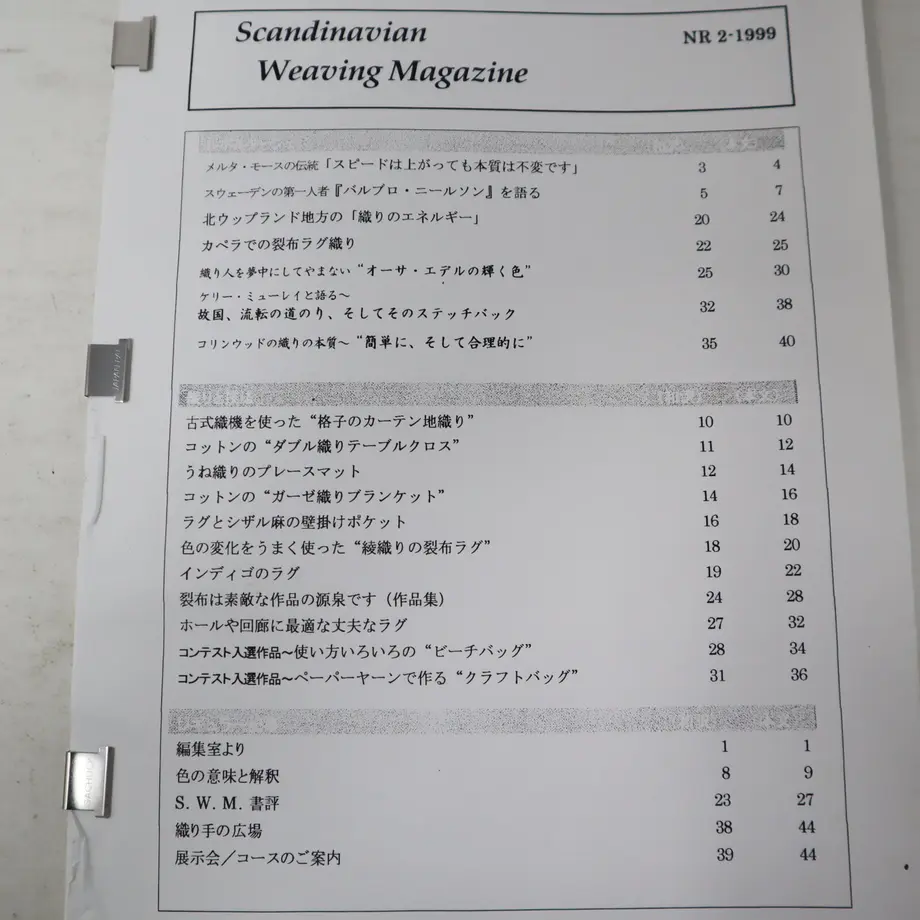 Scandinavian
Weaving Magazine
NR 2-1999
メルタ・モースの伝統「スピードは上がっても本質は不変です」 3 4
スウェーデンの第一人者『バルブロ・ニールソン』を語る 5 7
北ウップランド地方の「織りのエネルギー」 20 24
カペラでの裂布ラグ織り 22 25
織り人を夢中にしてやまない“オーサ・エデルの輝く色” 25 30
ケリー・ミューレイと語る〜
故国、流転の道のり、そしてそのステッチバック 32 38
コリンウッドの織りの本質〜“簡単に、そして合理的に” 35 40
古式織機を使った“格子のカーテン地織り” 10 10
コットンの“ダブル織りテーブルクロス” 11 12
うね織りのプレースマット 12 14
コットンの“ガーゼ織りブランケット” 14 16
ラグとシザル麻の壁掛けポケット 16 18
色の変化をうまく使った“綾織りの裂布ラグ” 18 20
インディゴのラグ 19 22
裂布は素敵な作品の源泉です（作品集） 24 28
ホールや回廊に最適な丈夫なラグ 27 32
コンテスト入選作品〜使い方いろいろの“ビーチバッグ” 28 34
コンテスト入選作品〜ペーパーヤーンで作る“クラフトバッグ” 31 36
編集室より 1 1
色の意味と解釈 8 9
S. W. M. 書評 23 27
織り手の広場 38 44
展示会／コースのご案内 39 44